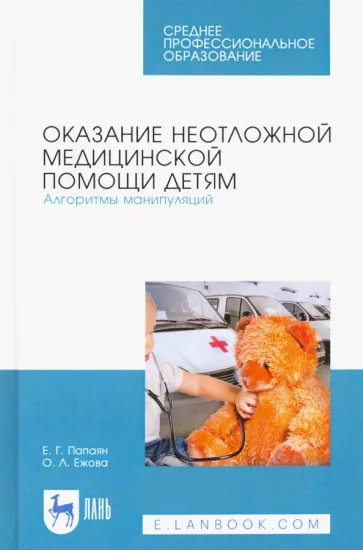 СРЕДНЕЕ
ПРОФЕССИОНАЛЬНОЕ
ОБРАЗОВАНИЕ
ОКАЗАНИЕ НЕОТЛОЖНОЙ
МЕДИЦИНСКОЙ
ПОМОЩИ ДЕТЯМ
Алгоритмы манипуляций
Е. Г. Папаян
О. Л. Ежова
ЛАНЬ
E.LANBOOK.COM